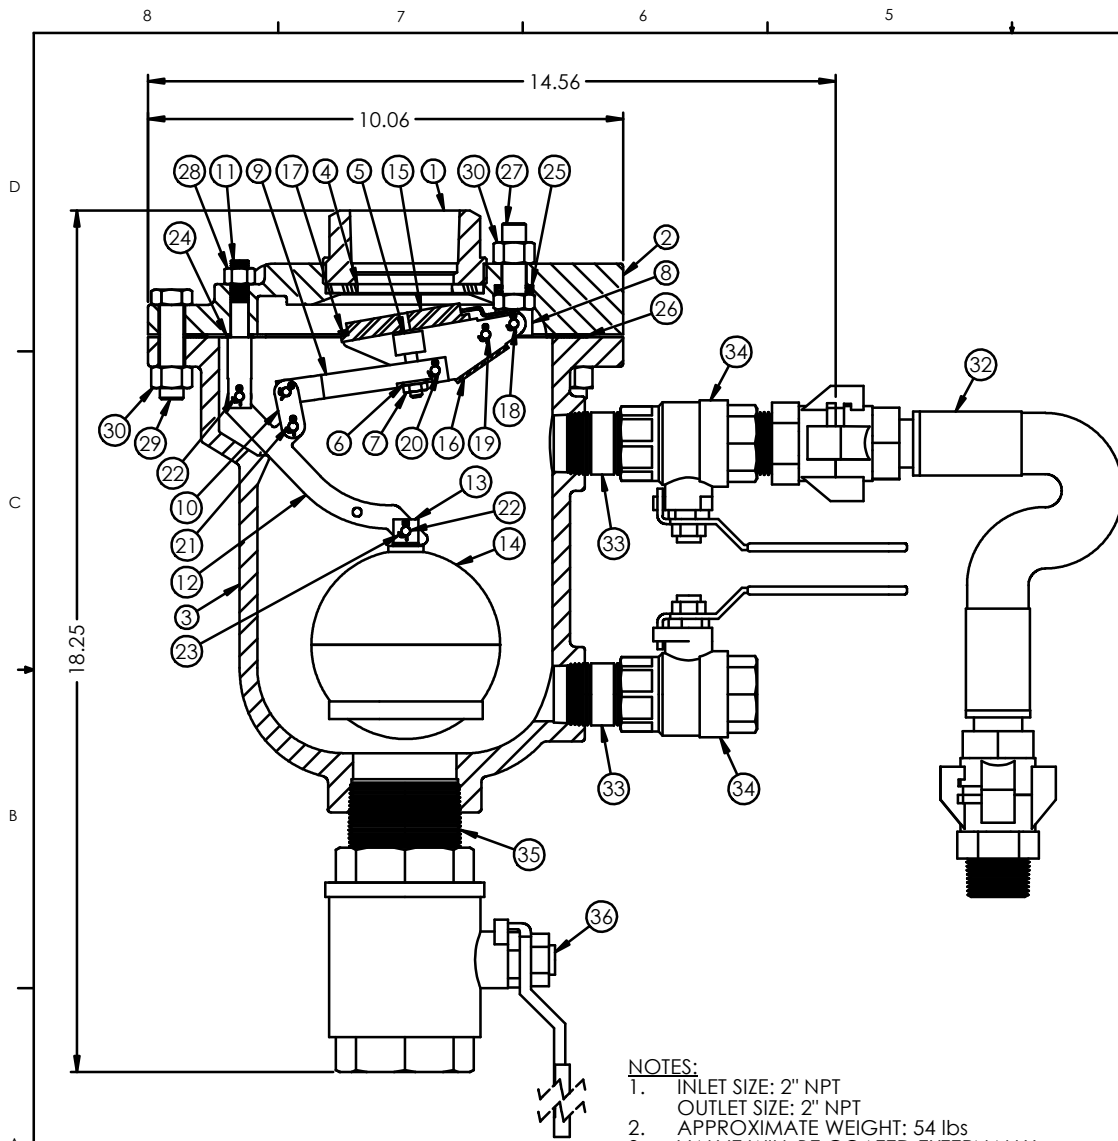 8 7 6 5
14.56
10.06
D
28 11 9 17 4 5 15 1 30 27 25
24 2
8
26
34 32
30 29 22 6 7 20 16 19 18
C
10 13
21 22
12 14 33
3
18.25
23
33 34
B
35
36
NOTES:
1. INLET SIZE: 2" NPT
OUTLET SIZE: 2" NPT
2. APPROXIMATE WEIGHT: 54 lbs